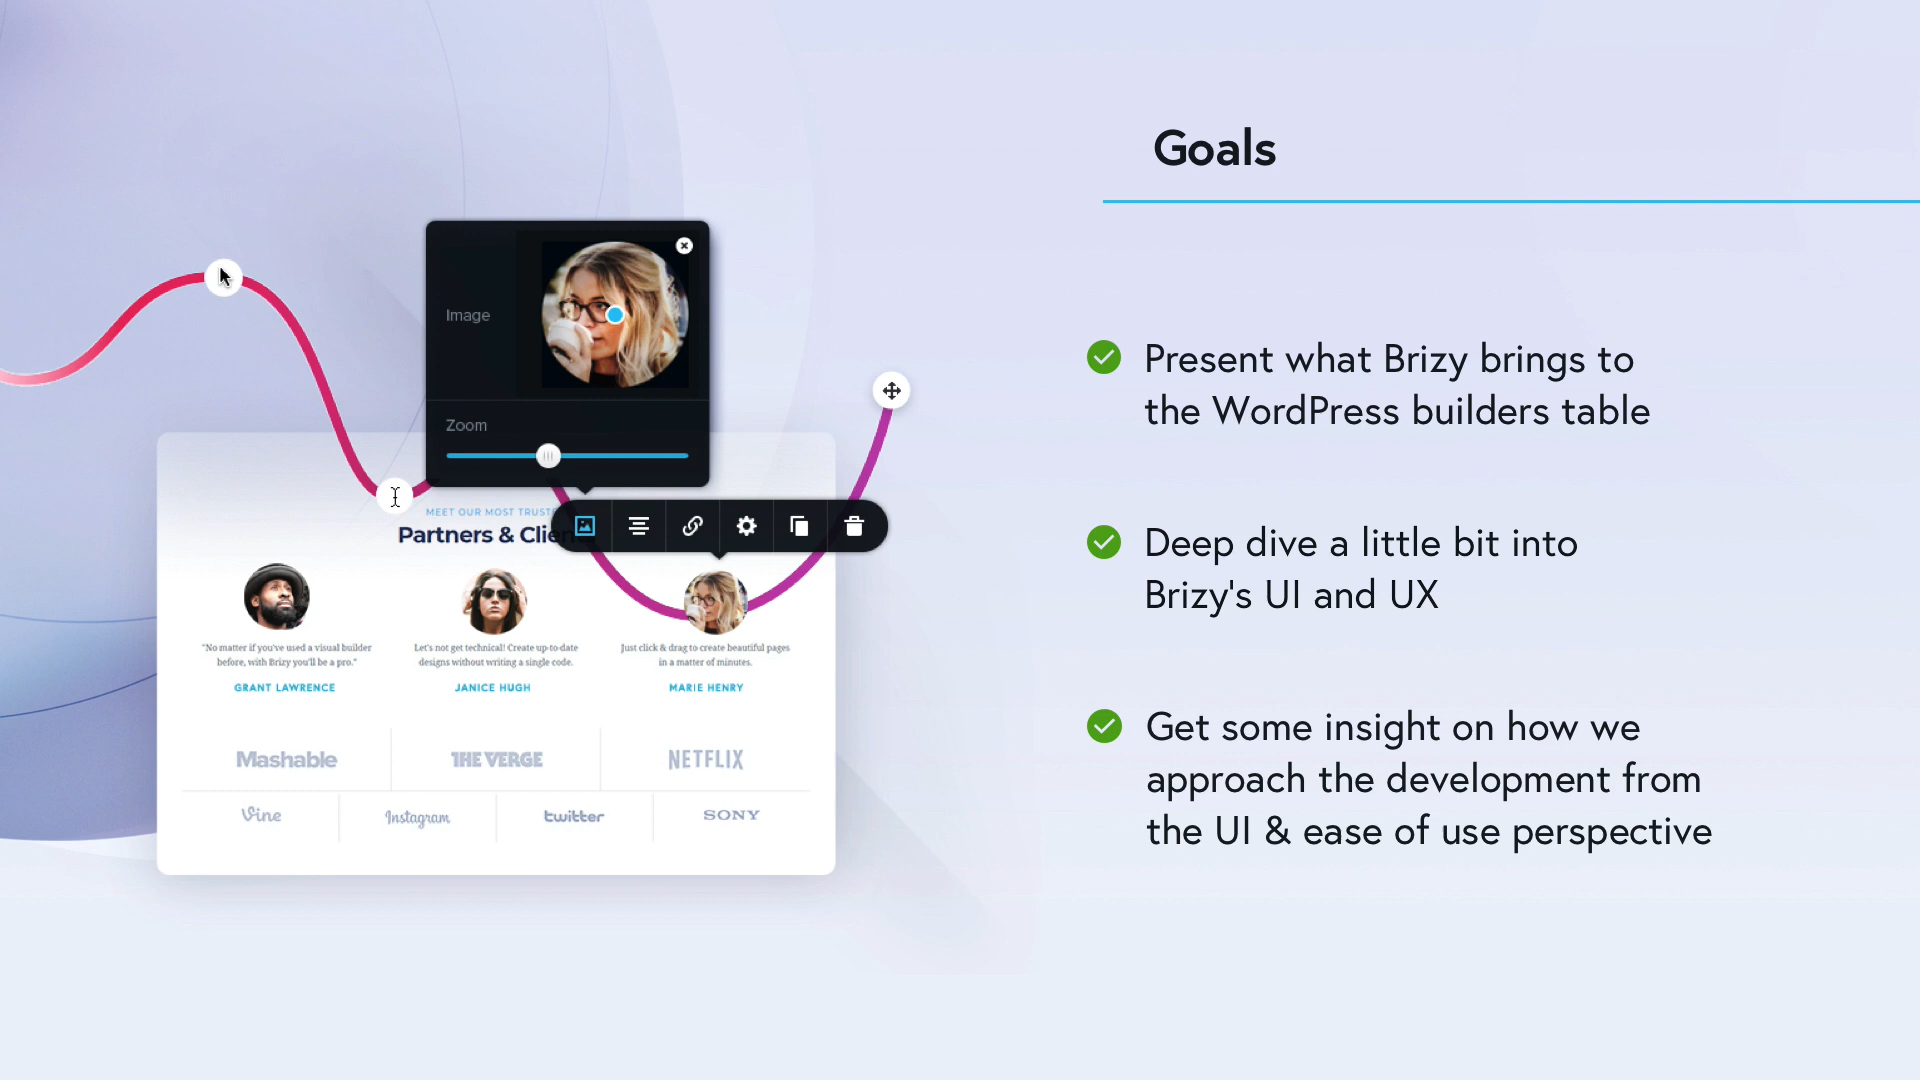 Goals
Present what Brizy brings to
the WordPress builders table
Deep dive a little bit into
Brizy's UI and UX
Get some insight on how we
approach the development from
the UI & ease of use perspective
Image
Zoom
MEET OUR MOST
Partners &
"No matter if you've used a visual builder
before, with Brizy you'll be a pro."
GRANT LAWRENCE
Let's not get technical! Create up-to-date
designs without writing a single code.
JANICE HUGH
Just click & drag to create beautiful pages
in a matter of minutes.
MARIE HENRY
Mashable
THE VERGE
NETFLIX
Vine
Instagram
twitter
SONY